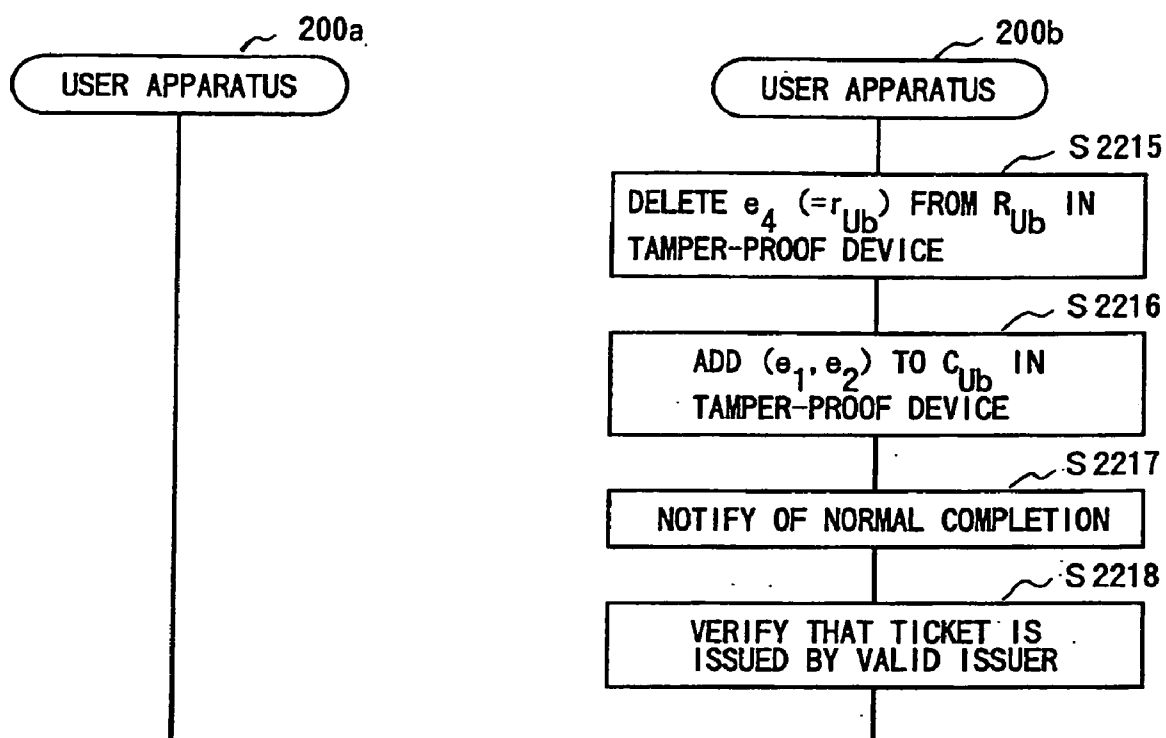 200a
USER APPARATUS
200b
USER APPARATUS
S2215
DELETE e4 (=rUb) FROM RUb IN
TAMPER-PROOF DEVICE
S2216
ADD (e1, e2) TO CUb IN
TAMPER-PROOF DEVICE
S2217
NOTIFY OF NORMAL COMPLETION
S2218
VERIFY THAT TICKET IS
ISSUED BY VALID ISSUER